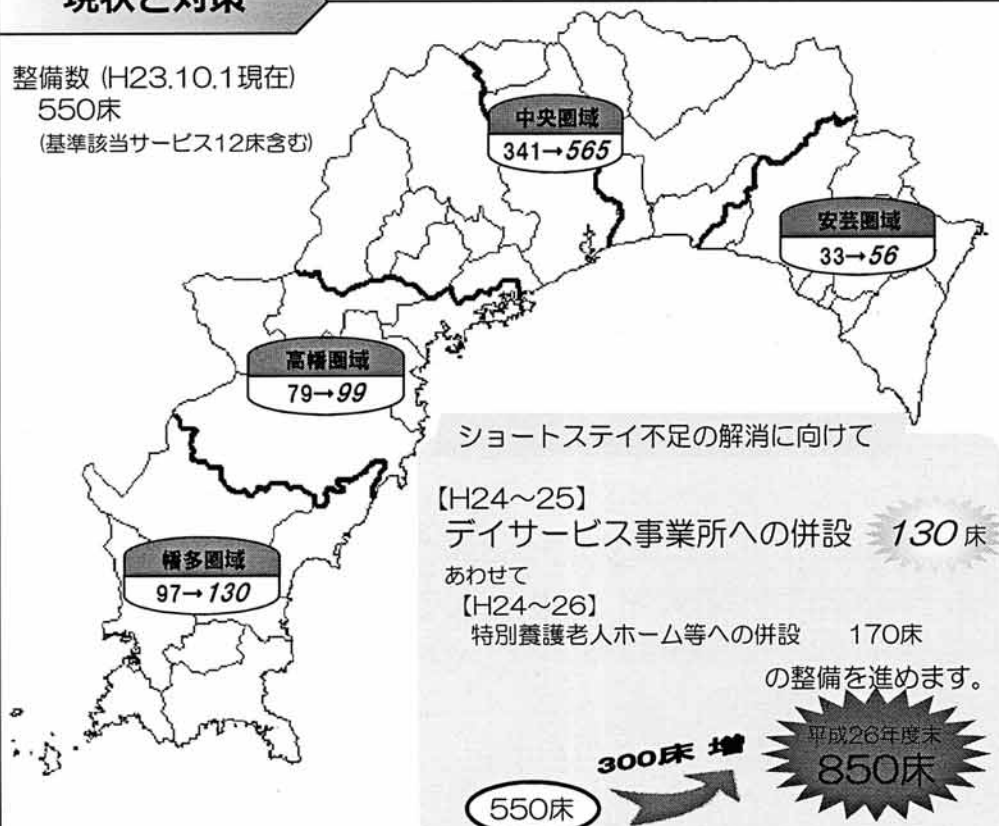 現状と対策
整備数 (H23.10.1現在)
550床
(基準該当サービス12床含む)
中央圏域
341→565
安芸圏域
33→56
高幡圏域
79→99
幡多圏域
97→130
ショートステイ不足の解消に向けて
【H24～25】
デイサービス事業所への併設 130床
あわせて
【H24～26】
特別養護老人ホーム等への併設 170床
の整備を進めます。
平成26年度末
850床
300床 増
550床